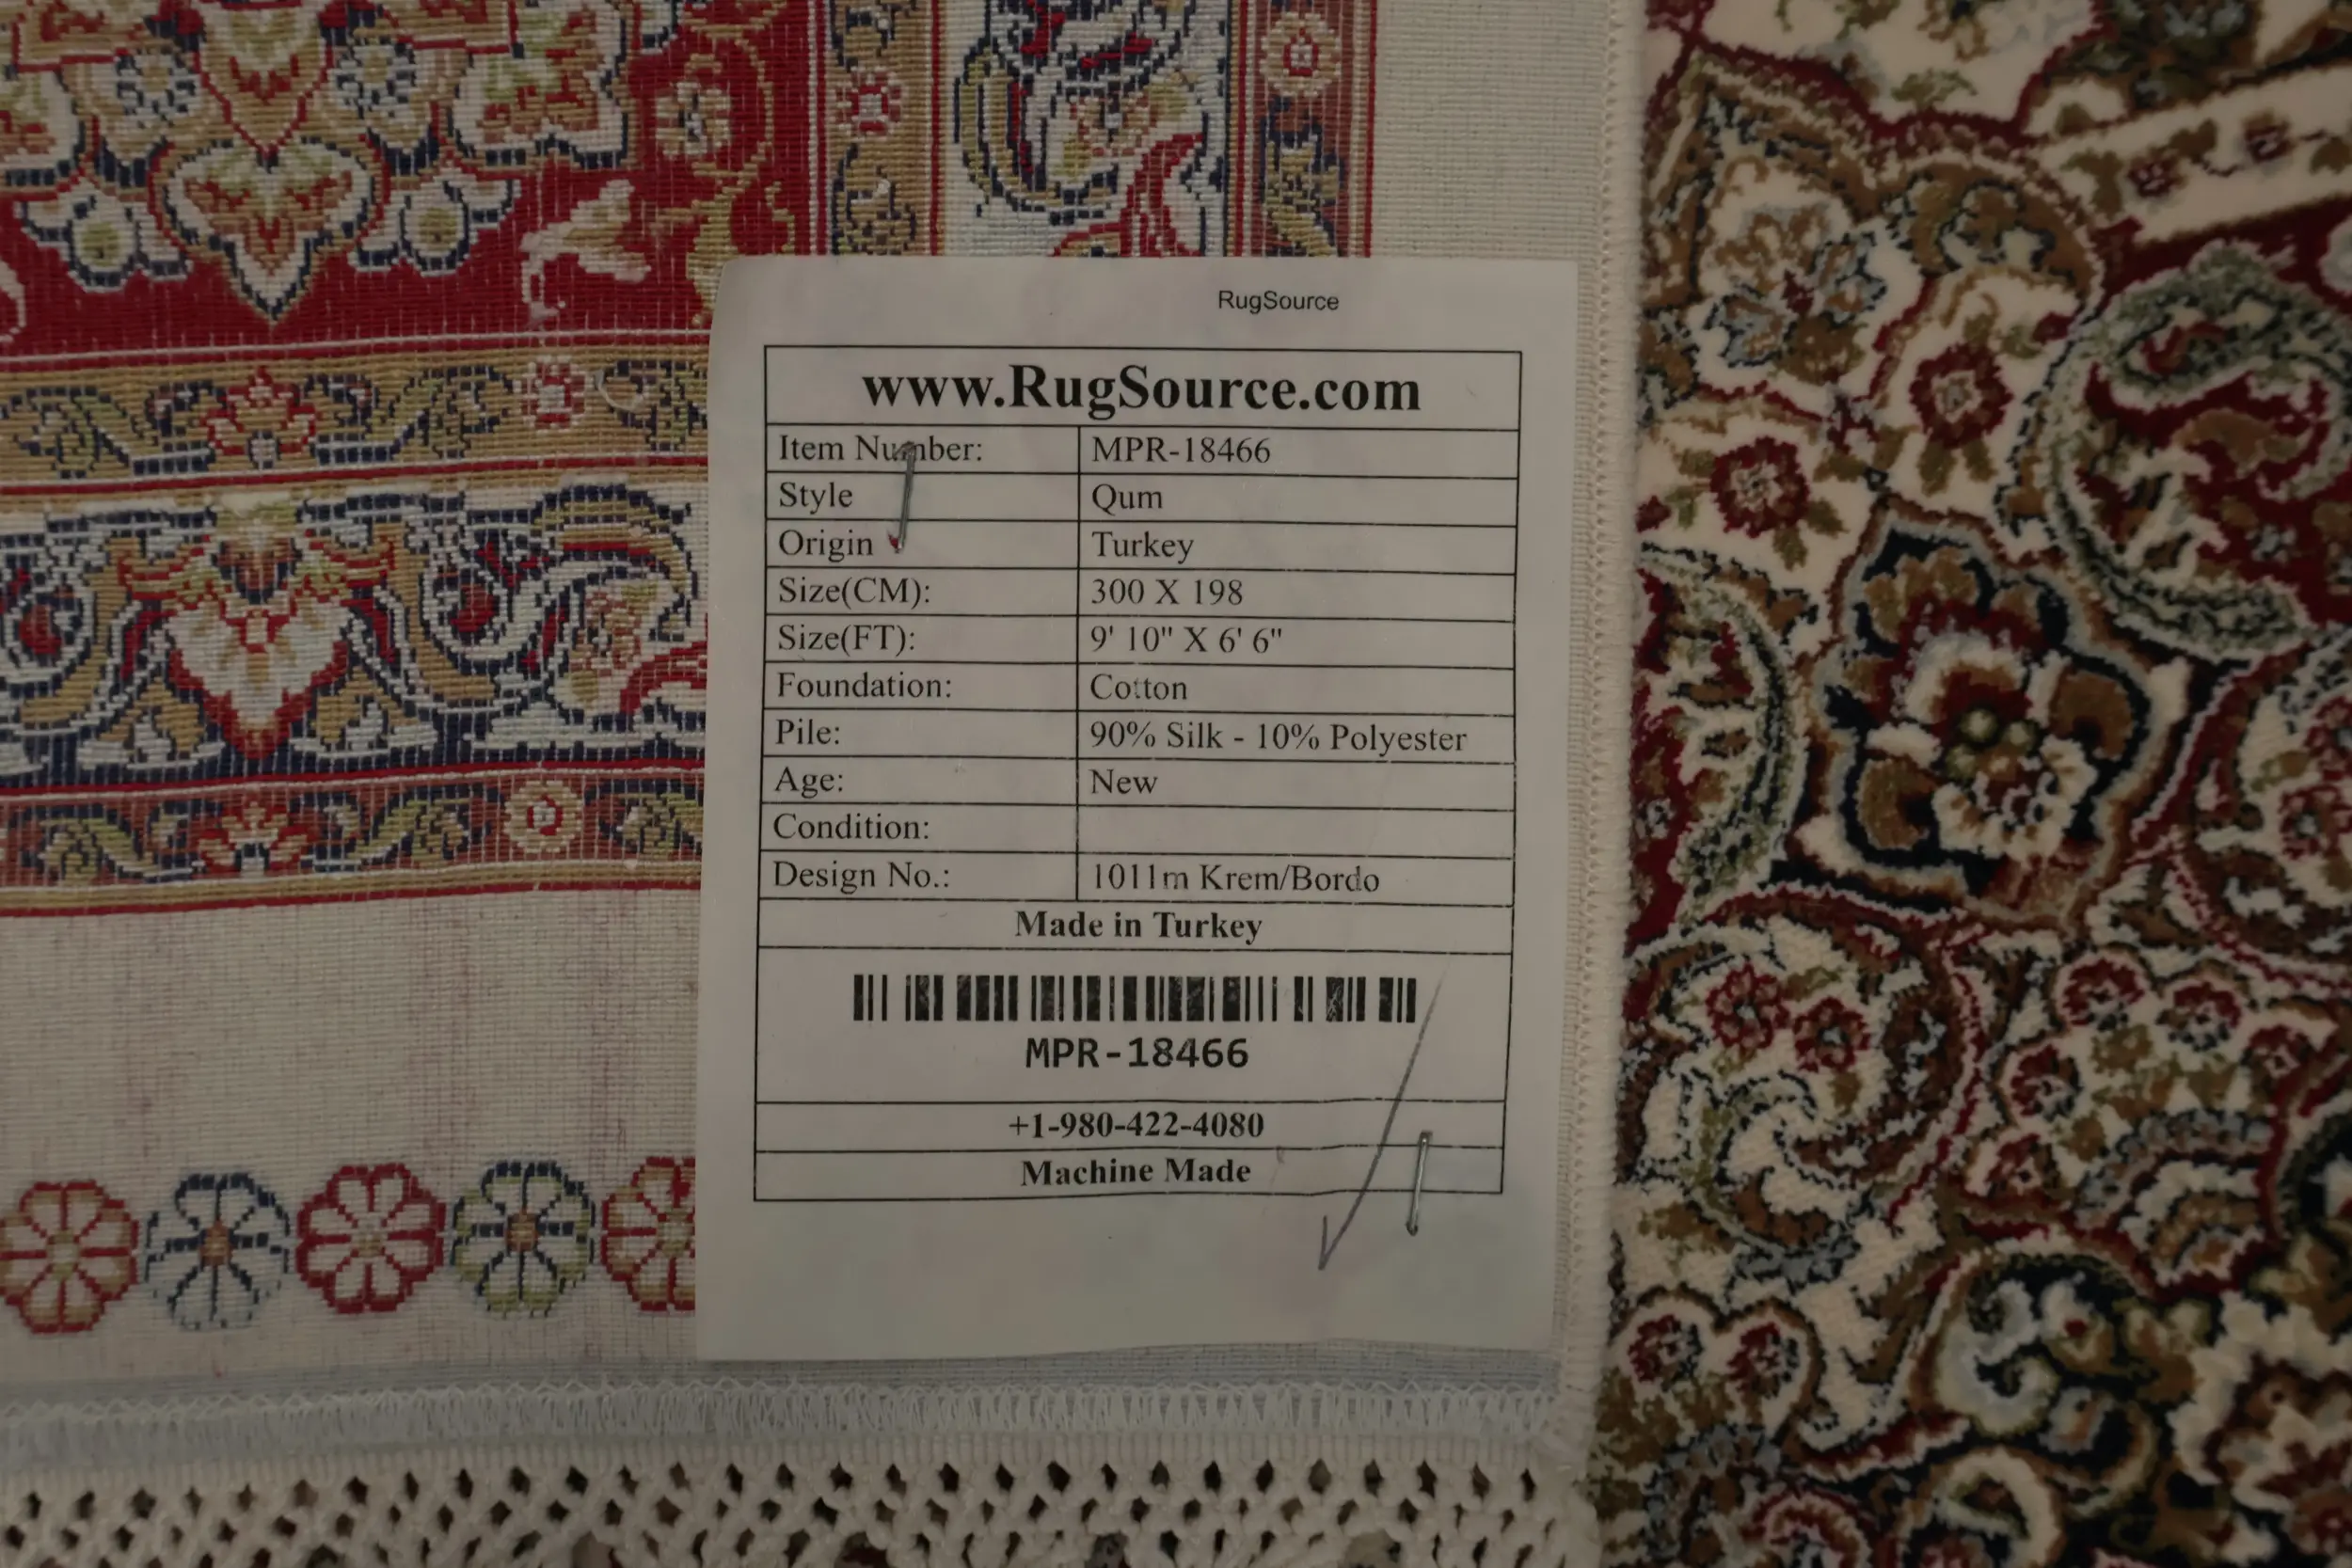 RugSource
www.RugSource.com
Item Number: MPR-18466
Style Qum
Origin Turkey
Size(CM): 300 X 198
Size(FT): 9' 10" X 6' 6"
Foundation: Cotton
Pile: 90% Silk - 10% Polyester
Age: New
Condition:
Design No.: 1011m Krem/Bordo
Made in Turkey
MPR-18466
+1-980-422-4080
Machine Made